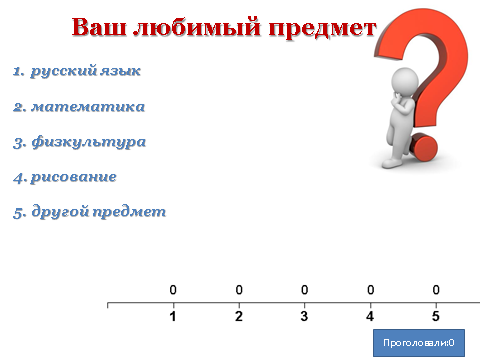 Ваш любимый предмет
1. русский язык
2. математика
3. физкультура
4. рисование
5. другой предмет
0 0 0 0 0
1 2 3 4 5
Проголовали:0